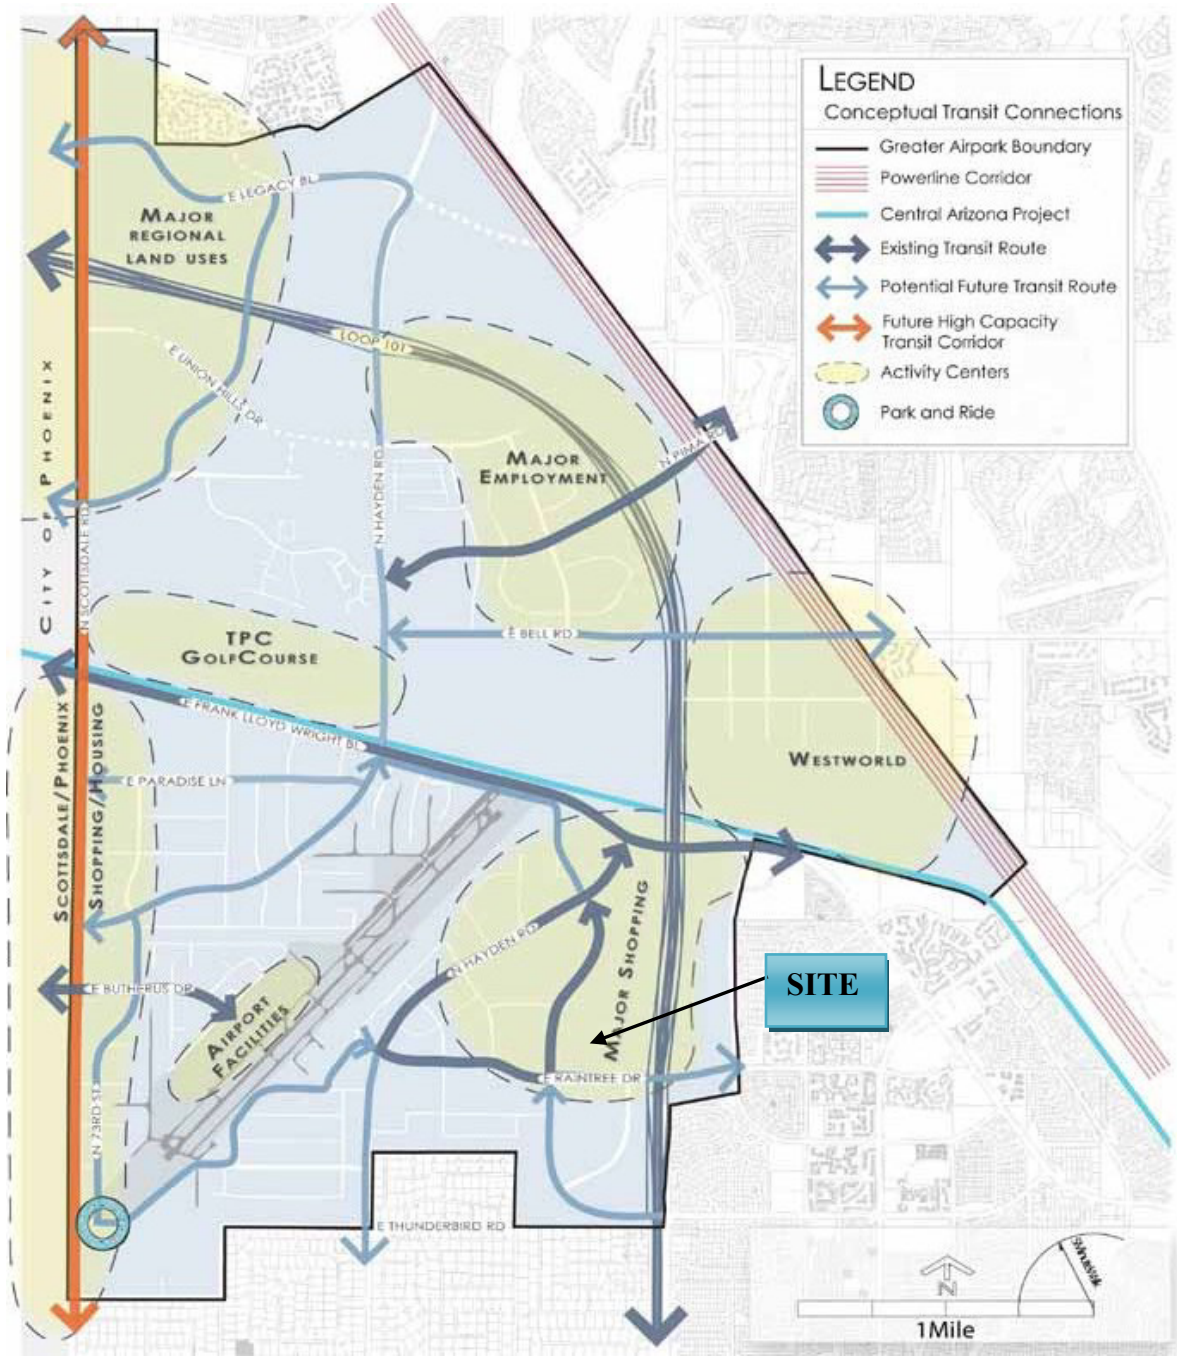 LEGEND
Conceptual Transit Connections
Greater Airpark Boundary
Powerline Corridor
Central Arizona Project
Existing Transit Route
Potential Future Transit Route
Future High Capacity
Transit Corridor
Activity Centers
Park and Ride
E LEGACY BL
MAJOR
REGIONAL
LAND USES
LOOP 101
E UNION HILLS DR
CITY OF PHOENIX
N SCOTTSDALE RD
N HAYDEN RD
N PIMA RD
MAJOR
EMPLOYMENT
E BELL RD
TPC
GOLFCOURSE
E FRANK LLOYD WRIGHT BL
WESTWORLD
SCOTTSDALE/PHOENIX
SHOPPING/HOUSING
E PARADISE LN
N HAYDEN RD
MAJOR SHOPPING
SITE
E BUTHERUS DR
AIRPORT
FACILITIES
E RAINTREE DR
N 73RD ST
E THUNDERBIRD RD
N
1Mile